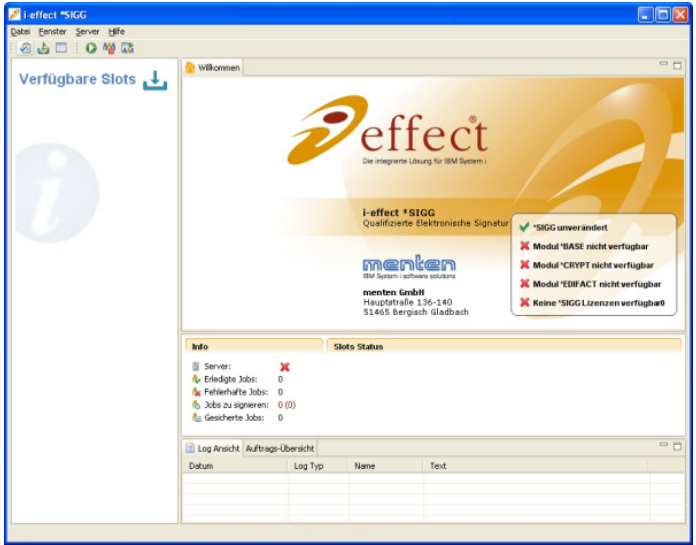 i-effect *SIGG
Datei Fenster Server Hilfe
Verfügbare Slots
Willkommen
effect®
Die integrierte Lösung für IBM System i
i-effect *SIGG
Qualifizierte Elektronische Signatur
*SIGG unverändert
Modul *BASE nicht verfügbar
Modul *CRYPT nicht verfügbar
Modul *EDIFACT nicht verfügbar
Keine *SIGG Lizenzen verfügbar0
menten
IBM System i software solutions
menten GmbH
Hauptstraße 136-140
51465 Bergisch Gladbach
Info Slots Status
Server:
Erledigte Jobs: 0
Fehlerhafte Jobs: 0
Jobs zu signieren: 0 (0)
Gesicherte Jobs: 0
Log Ansicht Auftrags-Übersicht
Datum Log Typ Name Text